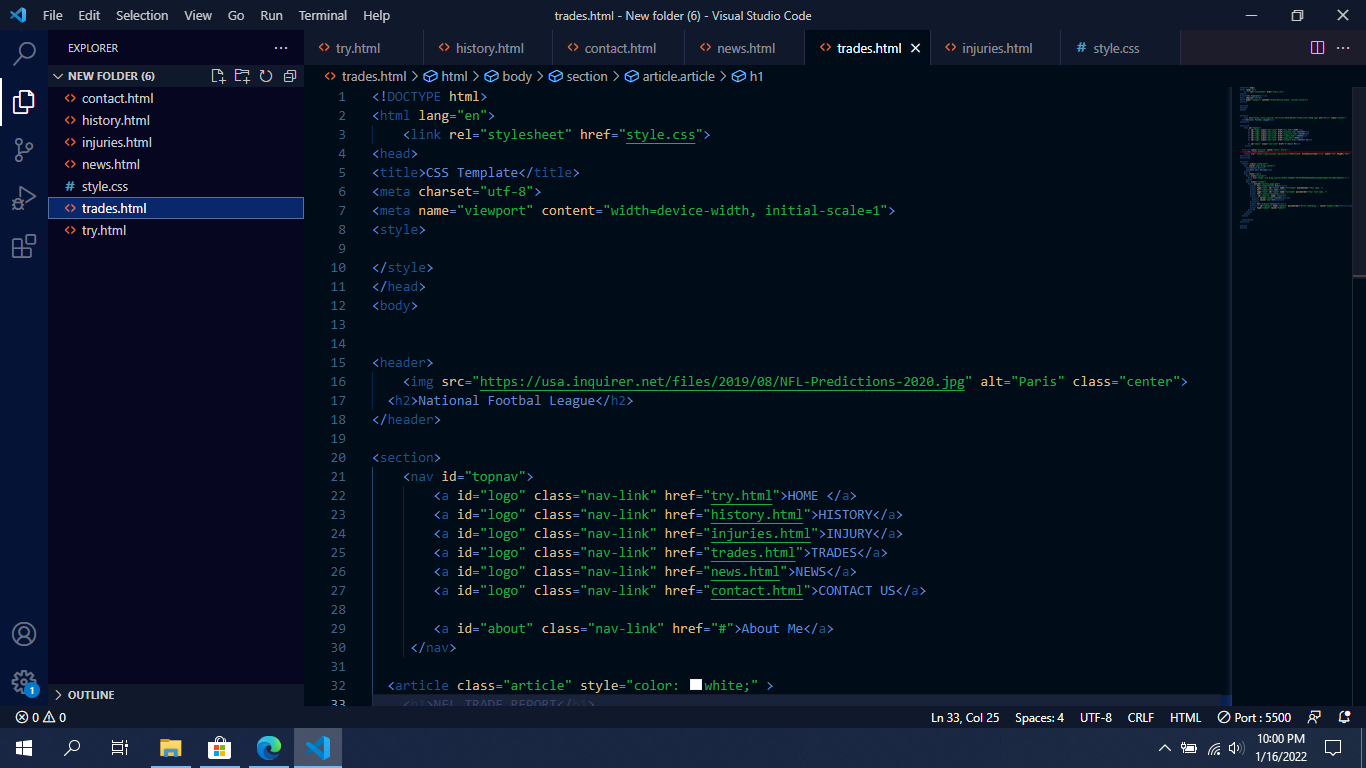 File Edit Selection View Go Run Terminal Help trades.html - New folder (6) - Visual Studio Code
EXPLORER
try.html history.html contact.html news.html trades.html injuries.html style.css
NEW FOLDER (6)
trades.html > html > body > section > article.article > h1
contact.html
history.html
injuries.html
news.html
style.css
trades.html
try.html
OUTLINE
1 <!DOCTYPE html>
2 <html lang="en">
3 <link rel="stylesheet" href="style.css">
4 <head>
5 <title>CSS Template</title>
6 <meta charset="utf-8">
7 <meta name="viewport" content="width=device-width, initial-scale=1">
8 <style>
9
10 </style>
11 </head>
12 <body>
13
14
15 <header>
16 <img src="https://usa.inquirer.net/files/2019/08/NFL-Predictions-2020.jpg" alt="Paris" class="center">
17 <h2>National Footbal League</h2>
18 </header>
19
20 <section>
21 <nav id="topnav">
22 <a id="logo" class="nav-link" href="try.html">HOME </a>
23 <a id="logo" class="nav-link" href="history.html">HISTORY</a>
24 <a id="logo" class="nav-link" href="injuries.html">INJURY</a>
25 <a id="logo" class="nav-link" href="trades.html">TRADES</a>
26 <a id="logo" class="nav-link" href="news.html">NEWS</a>
27 <a id="logo" class="nav-link" href="contact.html">CONTACT US</a>
28
29 <a id="about" class="nav-link" href="#">About Me</a>
30 </nav>
31
32 <article class="article" style="color: white;" >
33 <h1>NFL TRADE REPORT</h1>
1
0 0 Ln 33, Col 25 Spaces: 4 UTF-8 CRLF HTML Port : 5500
10:00 PM
1/16/2022